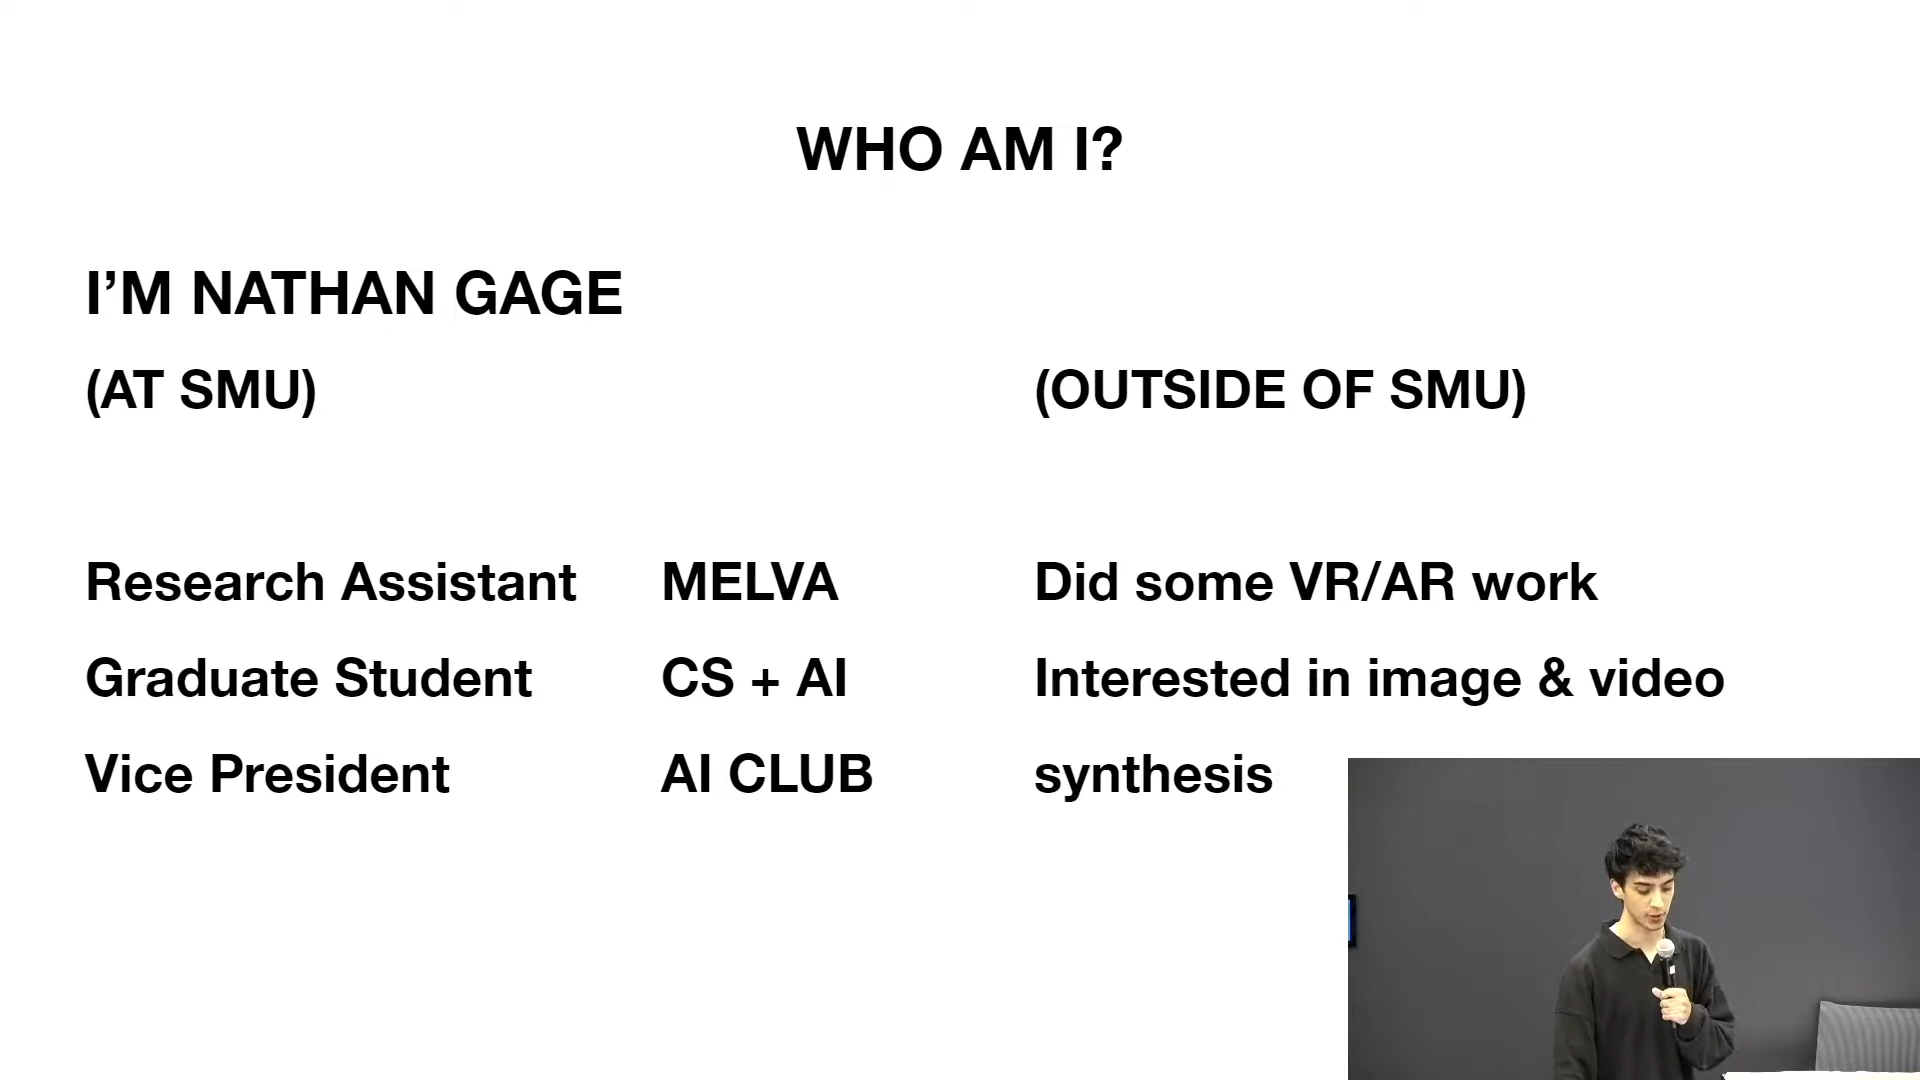 WHO AM I?
I’M NATHAN GAGE
(AT SMU)
(OUTSIDE OF SMU)
Research Assistant MELVA
Graduate Student CS + AI
Vice President AI CLUB
Did some VR/AR work
Interested in image & video
synthesis